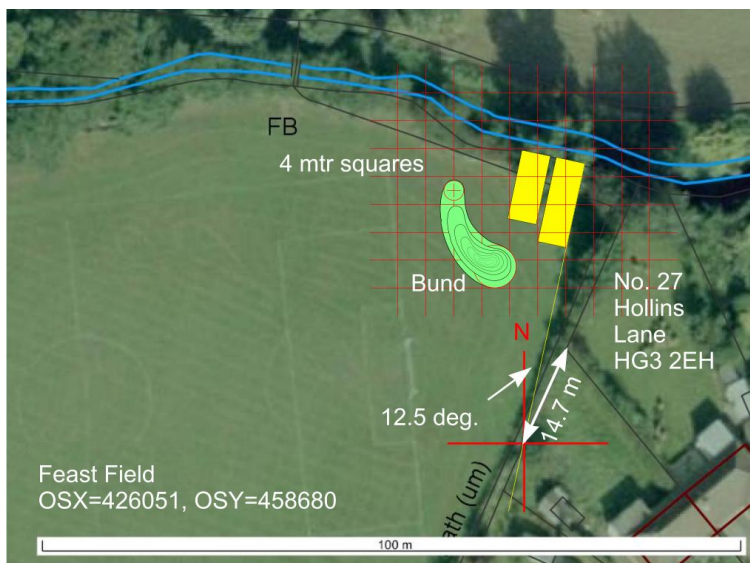 FB
4 mtr squares
Bund
No. 27
Hollins
Lane
HG3 2EH
N
12.5 deg.
14.7 m
ath (um)
Feast Field
OSX=426051, OSY=458680
100 m